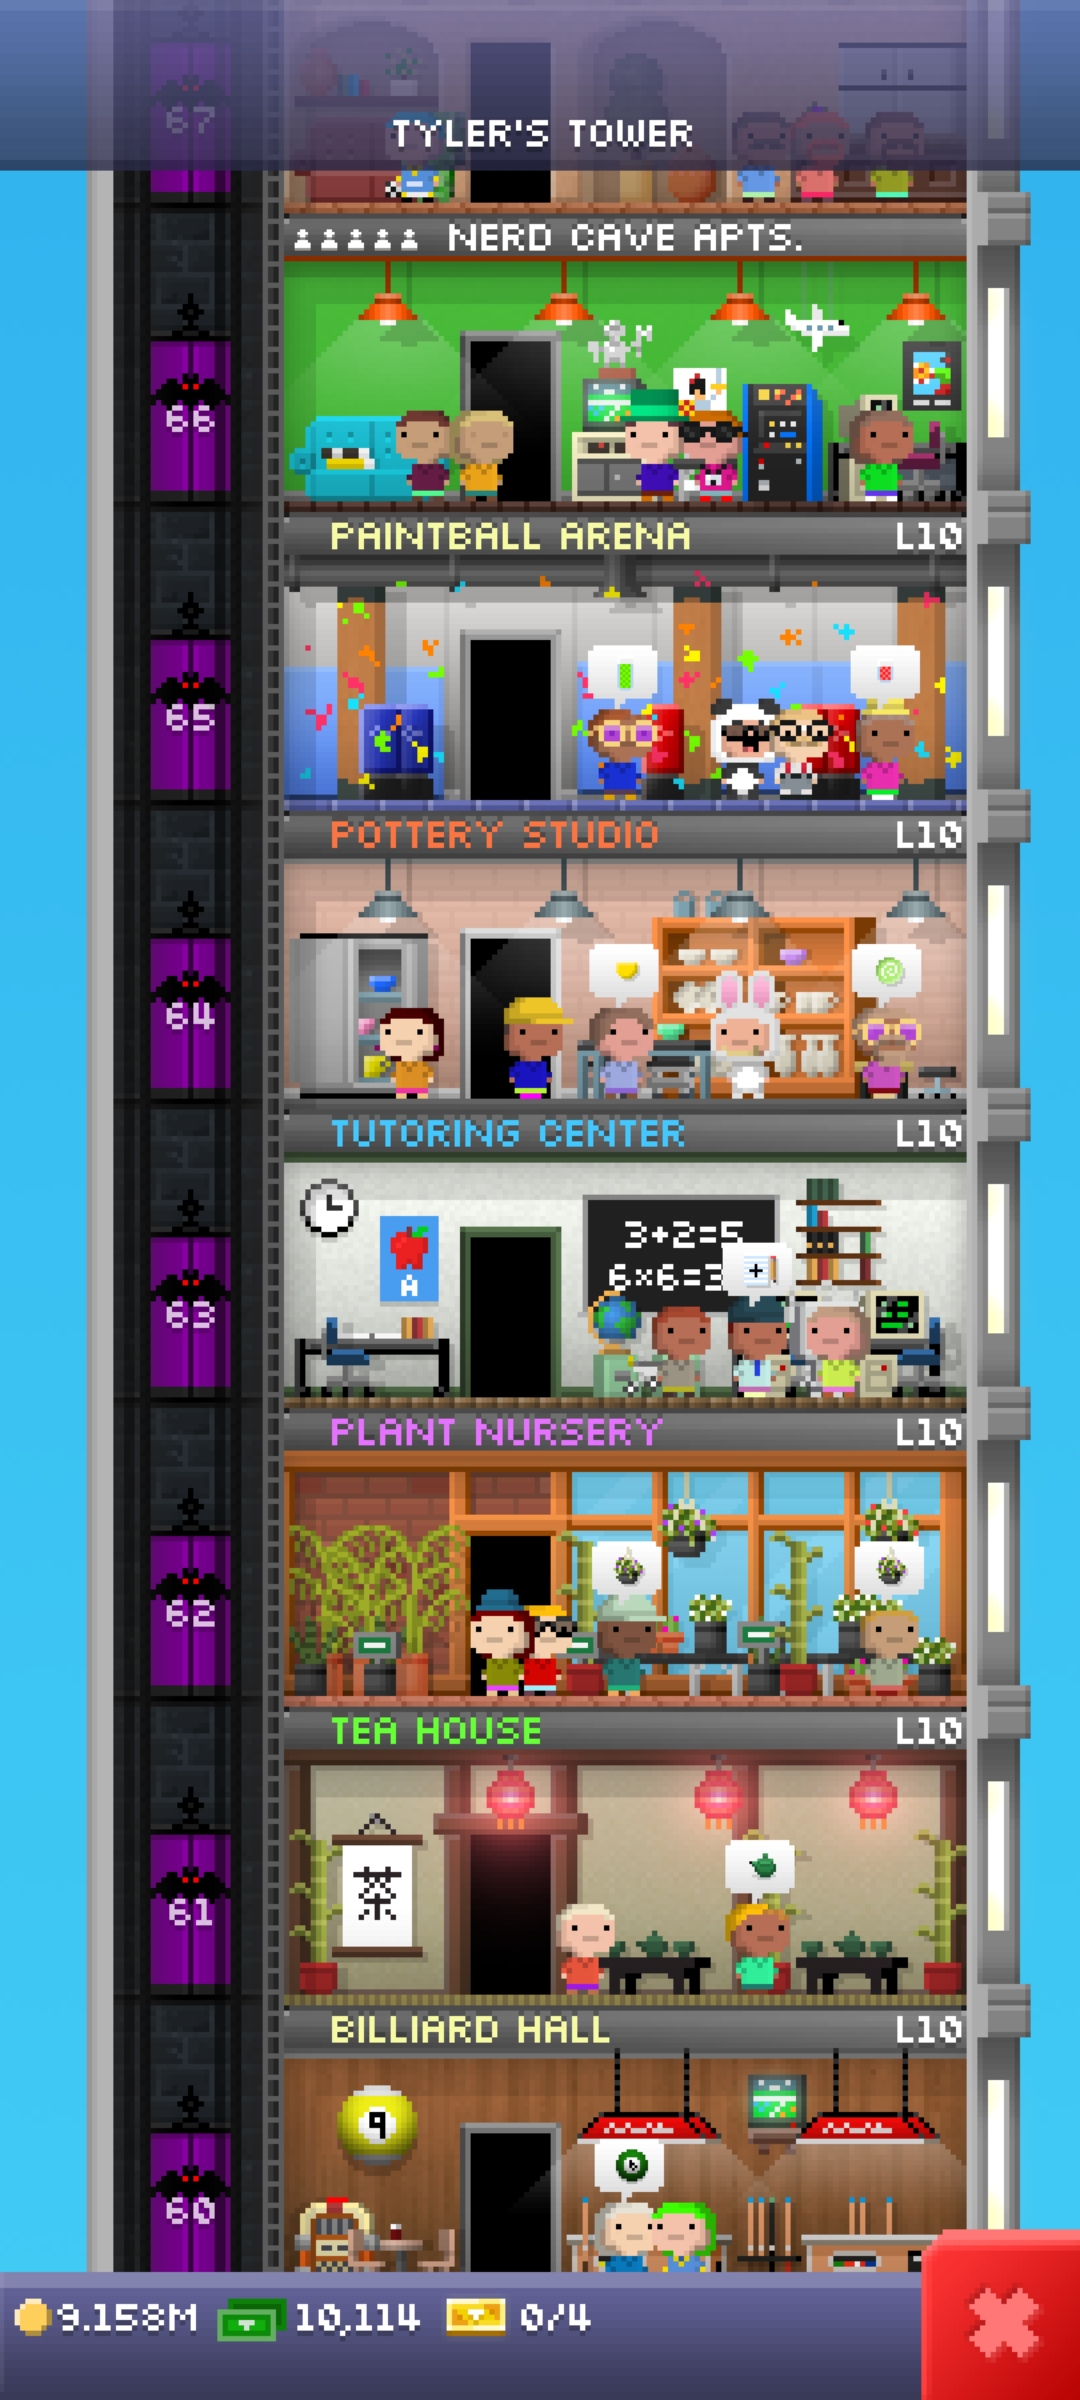 67
TYLER'S TOWER
NERD CAVE APTS.
66
PAINTBALL ARENA L10
65
POTTERY STUDIO L10
64
TUTORING CENTER L10
3+2=5
6×6=3
A
63
PLANT NURSERY L10
62
TEA HOUSE L10
茶
61
BILLIARD HALL L10
9
60
9.158M 10,114 0/4